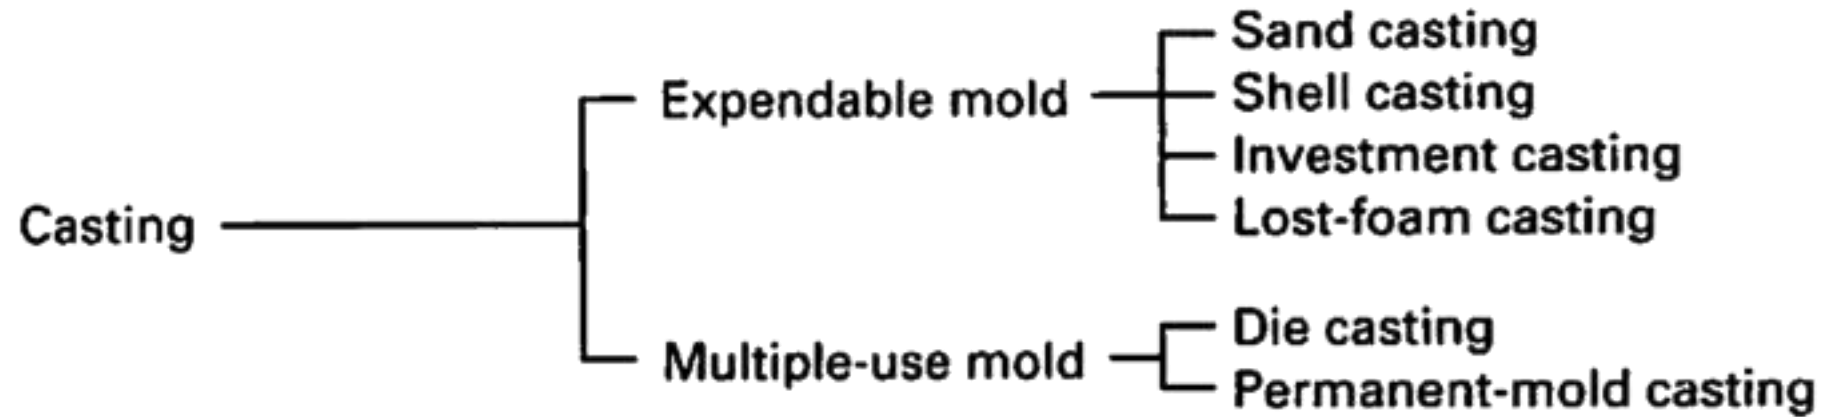 Casting
Expendable mold
Sand casting
Shell casting
Investment casting
Lost-foam casting
Multiple-use mold
Die casting
Permanent-mold casting